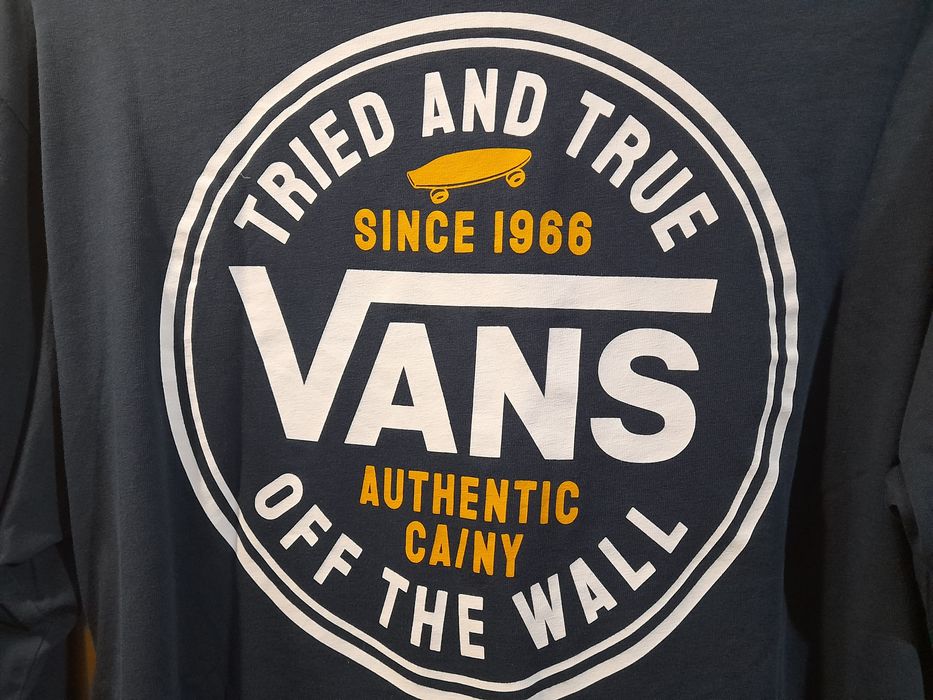 TRIED AND TRUE
SINCE 1966
VANS
AUTHENTIC
CA/NY
OFF THE WALL